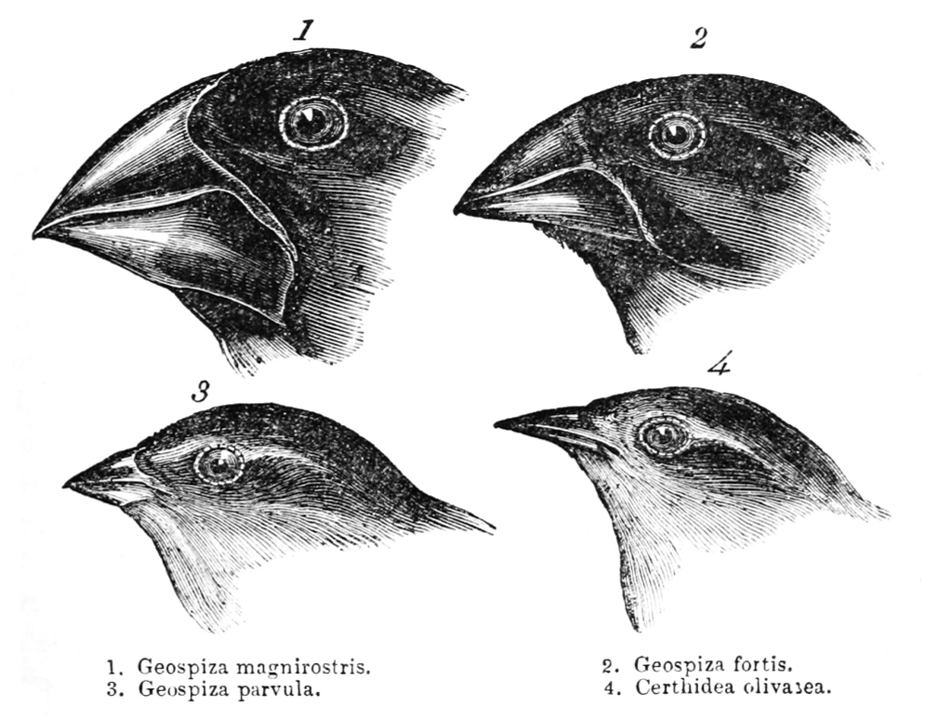 1
2
3
4
1. Geospiza magnirostris.
2. Geospiza fortis.
3. Geospiza parvula.
4. Certhidea olivasea.